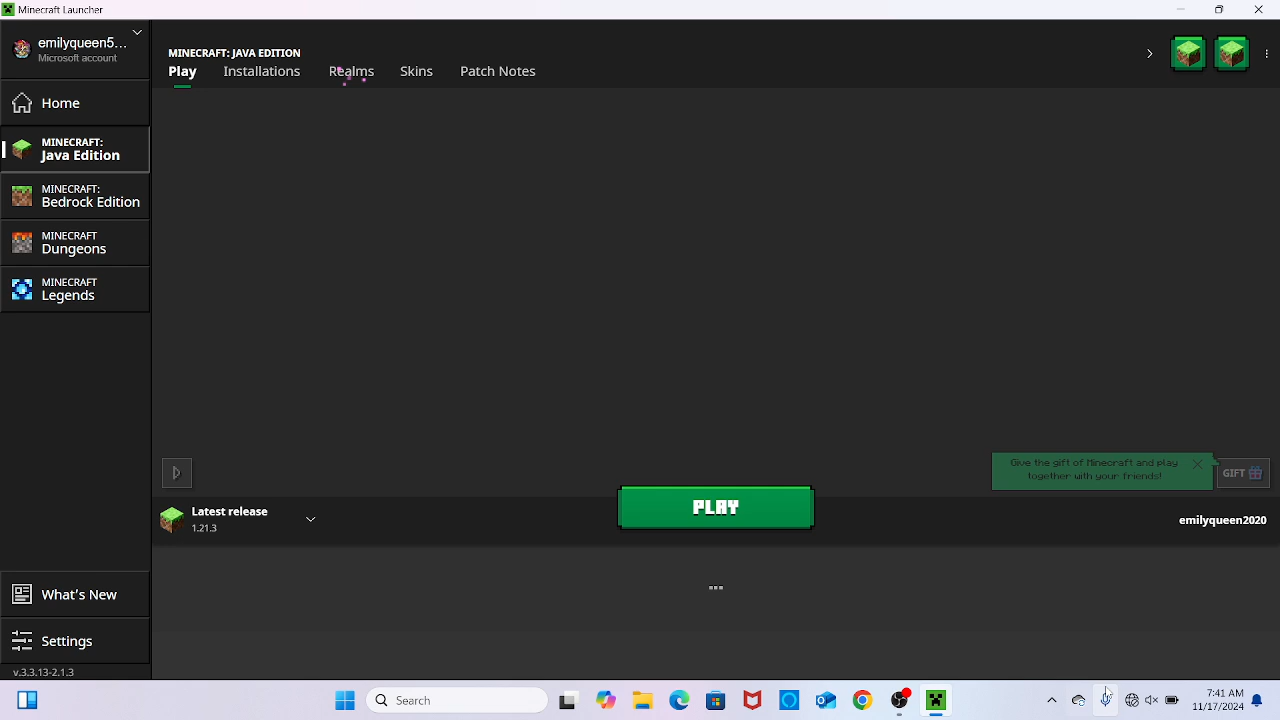 Minecraft Launcher
emilyqueen5...
Microsoft account
Home
MINECRAFT:
Java Edition
MINECRAFT:
Bedrock Edition
MINECRAFT
Dungeons
MINECRAFT
Legends
What's New
Settings
v.3.3.13-2.1.3
MINECRAFT: JAVA EDITION
Play Installations Realms Skins Patch Notes
Give the gift of Minecraft and play
together with your friends!
GIFT
PLAY
Latest release
1.21.3
emilyqueen2020
Search
7:41 AM
11/17/2024